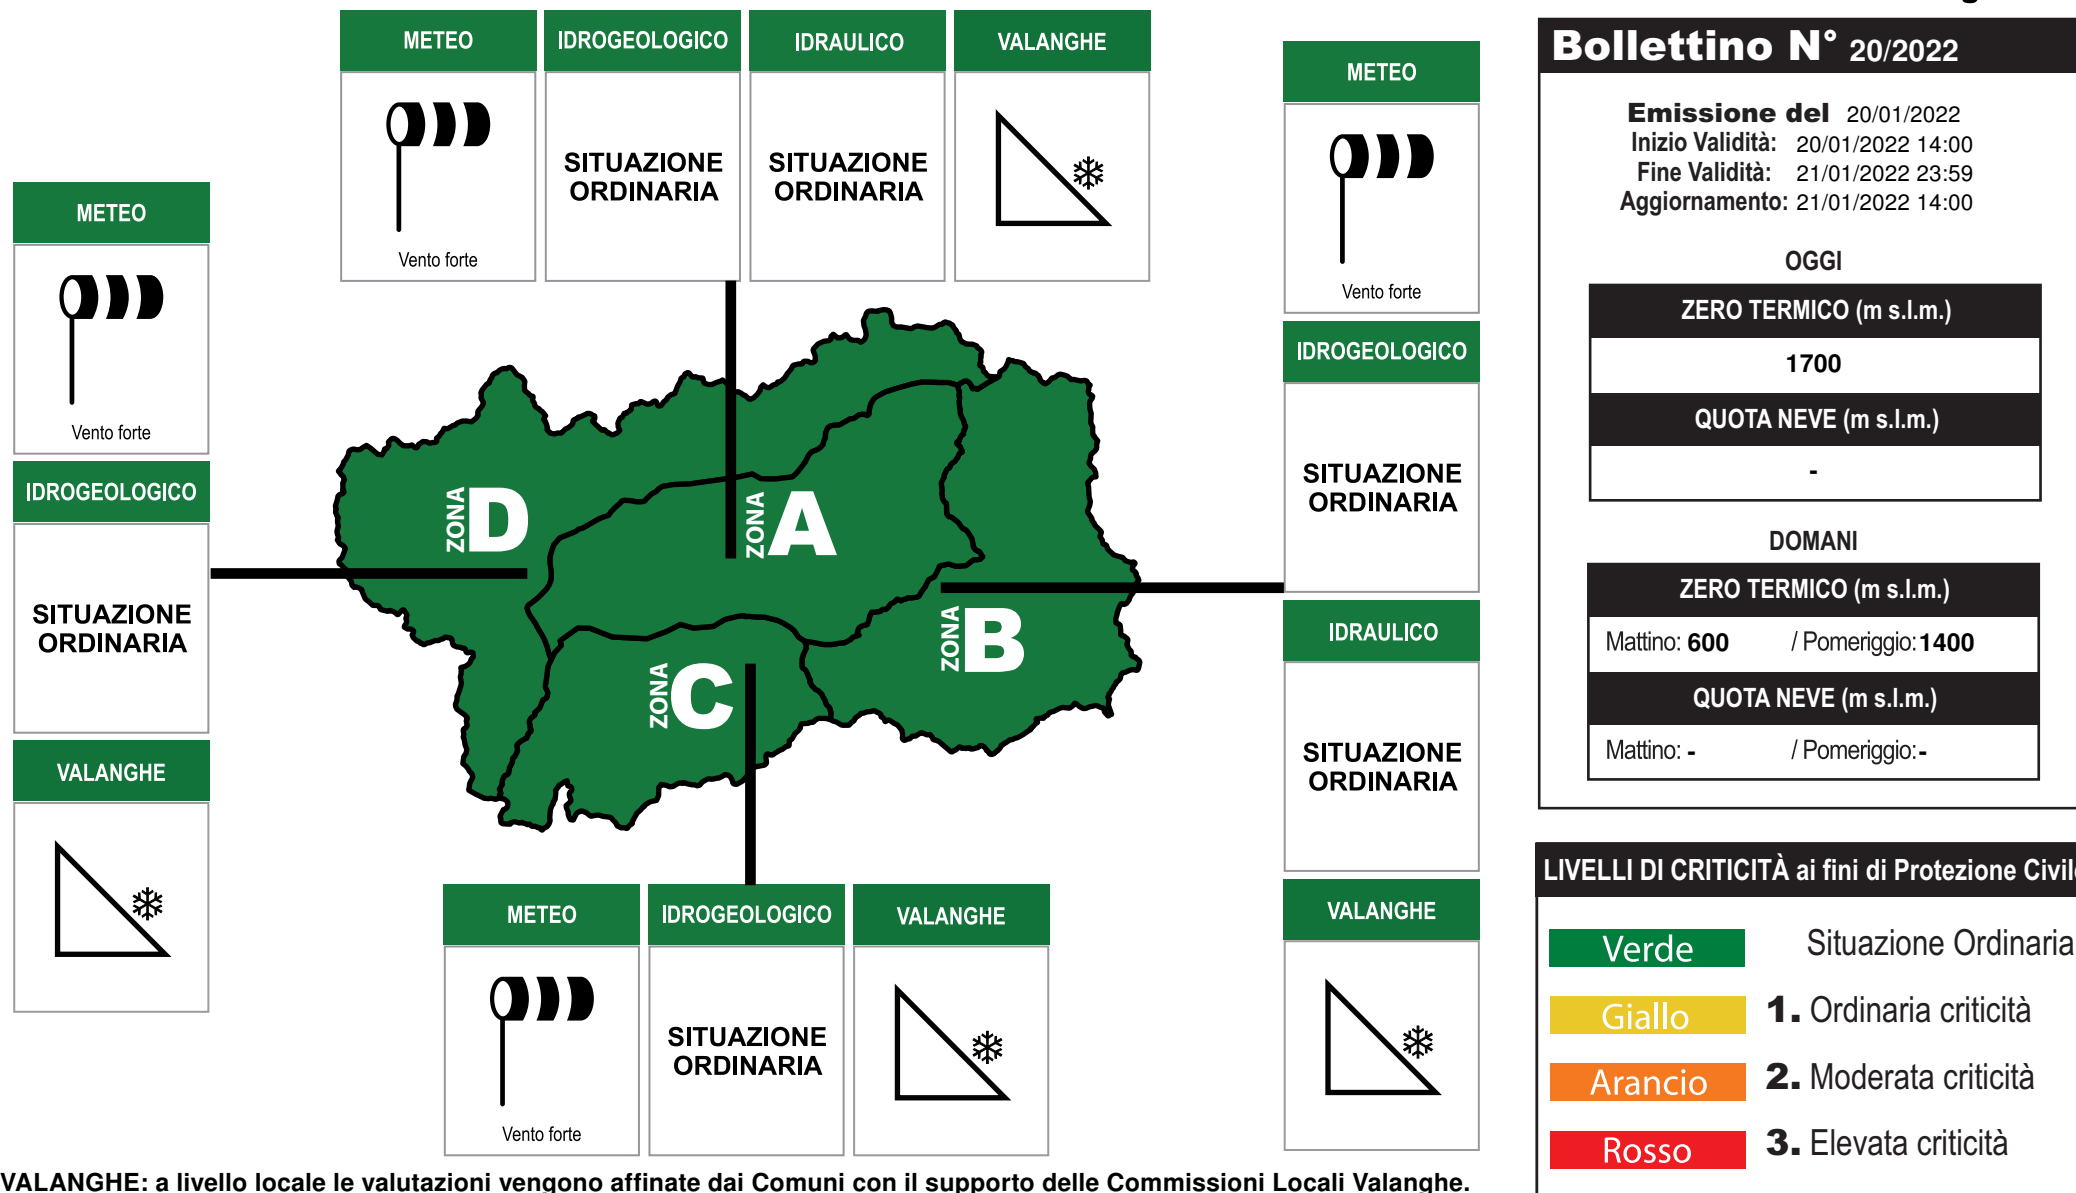 METEO
Vento forte
IDROGEOLOGICO
SITUAZIONE
ORDINARIA
IDRAULICO
SITUAZIONE
ORDINARIA
VALANGHE
METEO
Vento forte
IDROGEOLOGICO
SITUAZIONE
ORDINARIA
IDRAULICO
SITUAZIONE
ORDINARIA
VALANGHE
METEO
Vento forte
IDROGEOLOGICO
SITUAZIONE
ORDINARIA
VALANGHE
ZONA D
ZONA A
ZONA B
ZONA C
METEO
Vento forte
IDROGEOLOGICO
SITUAZIONE
ORDINARIA
VALANGHE
VALANGHE: a livello locale le valutazioni vengono affinate dai Comuni con il supporto delle Commissioni Locali Valanghe.
Bollettino N° 20/2022
Emissione del 20/01/2022
Inizio Validità: 20/01/2022 14:00
Fine Validità: 21/01/2022 23:59
Aggiornamento: 21/01/2022 14:00
OGGI
ZERO TERMICO (m s.l.m.)
1700
QUOTA NEVE (m s.l.m.)
-
DOMANI
ZERO TERMICO (m s.l.m.)
Mattino: 600 / Pomeriggio: 1400
QUOTA NEVE (m s.l.m.)
Mattino: - / Pomeriggio: -
LIVELLI DI CRITICITÀ ai fini di Protezione Civile
Verde Situazione Ordinaria
Giallo 1. Ordinaria criticità
Arancio 2. Moderata criticità
Rosso 3. Elevata criticità